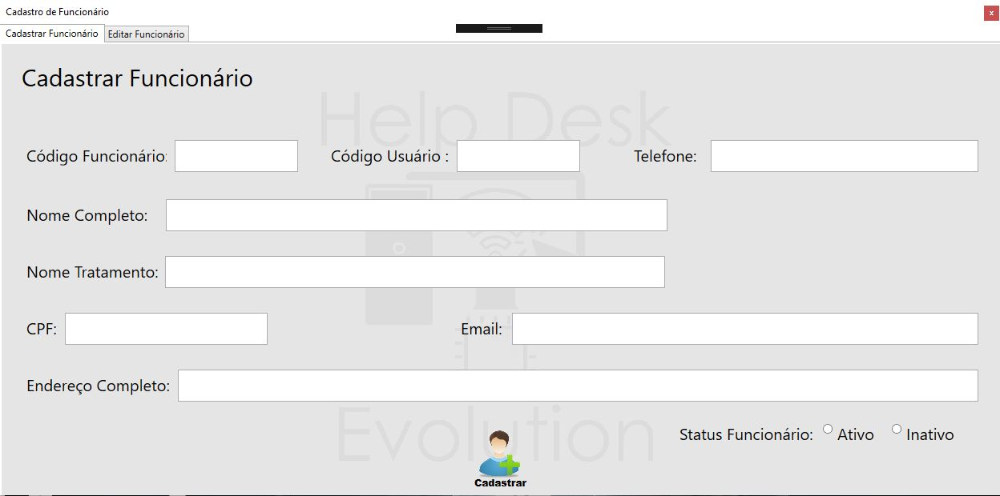 Cadastro de Funcionário
x
Cadastrar Funcionário Editar Funcionário
Cadastrar Funcionário
Help Desk
Código Funcionário: Código Usuário : Telefone:
Nome Completo:
Nome Tratamento:
CPF: Email:
Endereço Completo:
Evolution
Status Funcionário: Ativo Inativo
Cadastrar